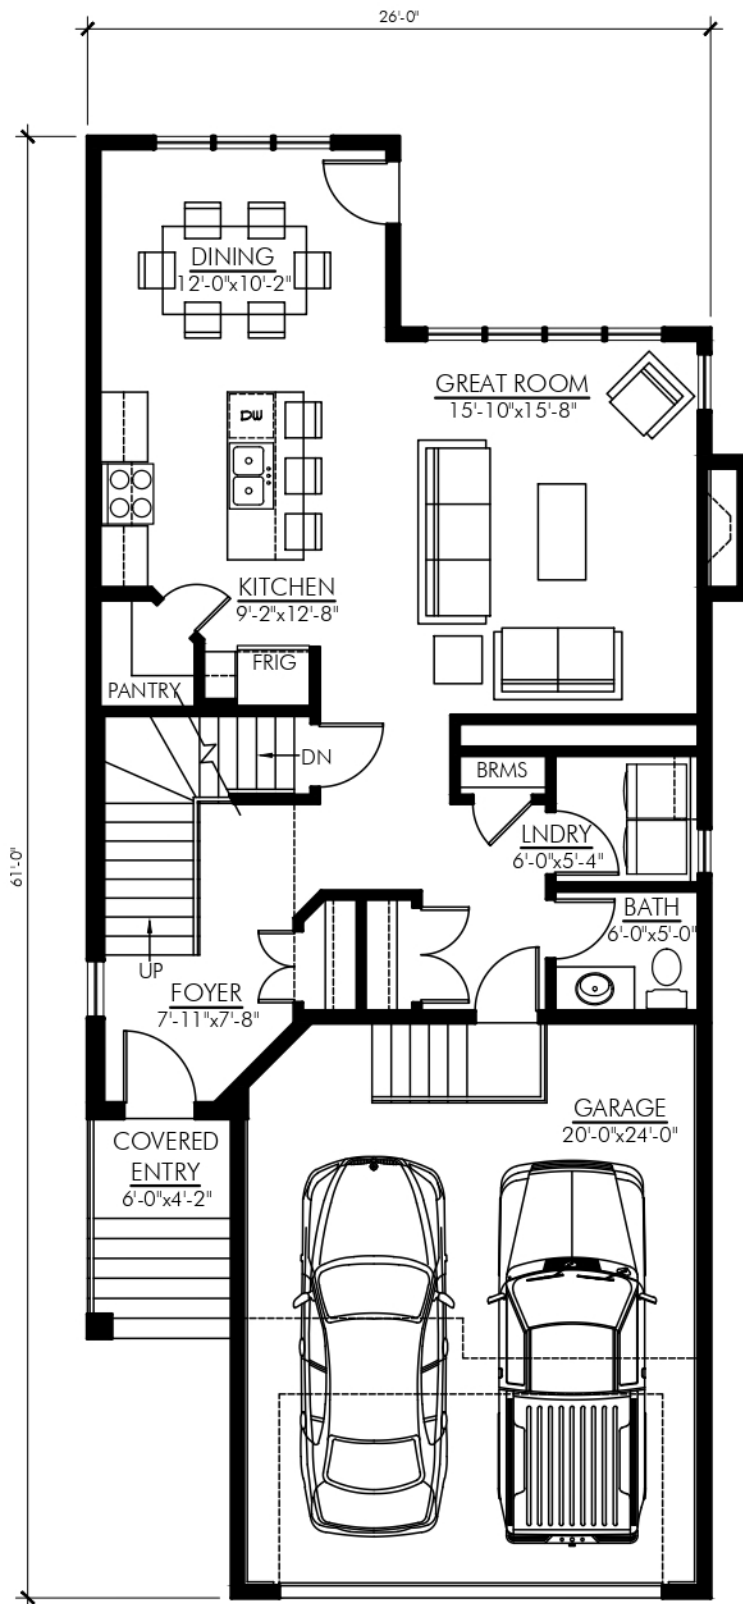 26'-0"
DINING
12'-0"x10'-2"
GREAT ROOM
15'-10"x15'-8"
DW
KITCHEN
9'-2"x12'-8"
FRIG
PANTRY
DN
BRMS
LNDRY
6'-0"x5'-4"
61'-0"
BATH
6'-0"x5'-0"
UP
FOYER
7'-11"x7'-8"
GARAGE
20'-0"x24'-0"
COVERED
ENTRY
6'-0"x4'-2"